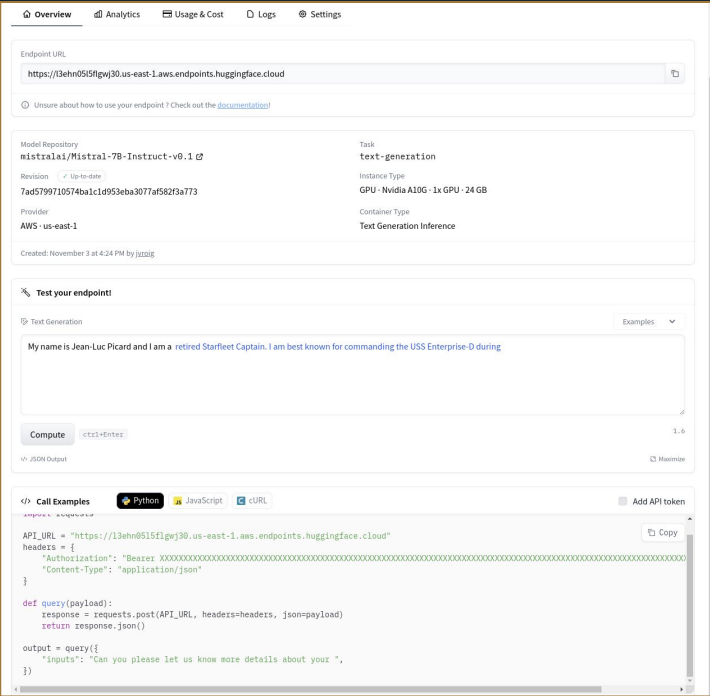 Overview Analytics Usage & Cost Logs Settings
Endpoint URL
https://l3ehn05l5flgwj30.us-east-1.aws.endpoints.huggingface.cloud
Unsure about how to use your endpoint ? Check out the documentation!
Model Repository Task
mistralai/Mistral-7B-Instruct-v0.1 text-generation
Revision ✓ Up-to-date Instance Type
7ad5799710574ba1c1d953eba3077af582f3a773 GPU · Nvidia A10G · 1x GPU · 24 GB
Provider Container Type
AWS · us-east-1 Text Generation Inference
Created: November 3 at 4:24 PM by jvroig
Test your endpoint!
Text Generation Examples
My name is Jean-Luc Picard and I am a retired Starfleet Captain. I am best known for commanding the USS Enterprise-D during
Compute ctrl+Enter 1.6
</> JSON Output Maximize
</> Call Examples Python JS JavaScript C cURL Add API token
import requests
Copy
API_URL = "https://l3ehn05l5flgwj30.us-east-1.aws.endpoints.huggingface.cloud"
headers = {
"Authorization": "Bearer XXXXXXXXXXXXXXXXXXXXXXXXXXXXXXXXXXXXXXXXXXXXXXXXXXXXXXXXXXXXXXXXXXXXXXXXXXXXXXXXXXXXXXXXXXXXXXXXXXXXXXXXXXXX
"Content-Type": "application/json"
}
def query(payload):
response = requests.post(API_URL, headers=headers, json=payload)
return response.json()
output = query({
"inputs": "Can you please let us know more details about your ",
})